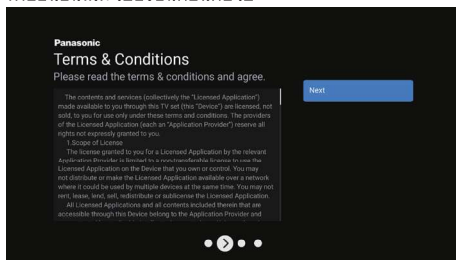 Panasonic
Terms & Conditions
Please read the terms & conditions and agree.
The contents and services (collectively the "Licensed Application")
made available to you through this TV set (this "Device") are licensed, not
sold, to you for use only under these terms and conditions. The providers
of the Licensed Application (each an "Application Provider") reserve all
rights not expressly granted to you.
1.Scope of License
The license granted to you for a Licensed Application by the relevant
Application Provider is limited to a non-transferable license to use the
Licensed Application on the Device that you own or control. You may
not distribute or make the Licensed Application available over a network
where it could be used by multiple devices at the same time. You may not
rent, lease, lend, sell, redistribute or sublicense the Licensed Application.
All Licensed Applications and all contents included therein that are
accessible through this Device belong to the Application Provider and
Next